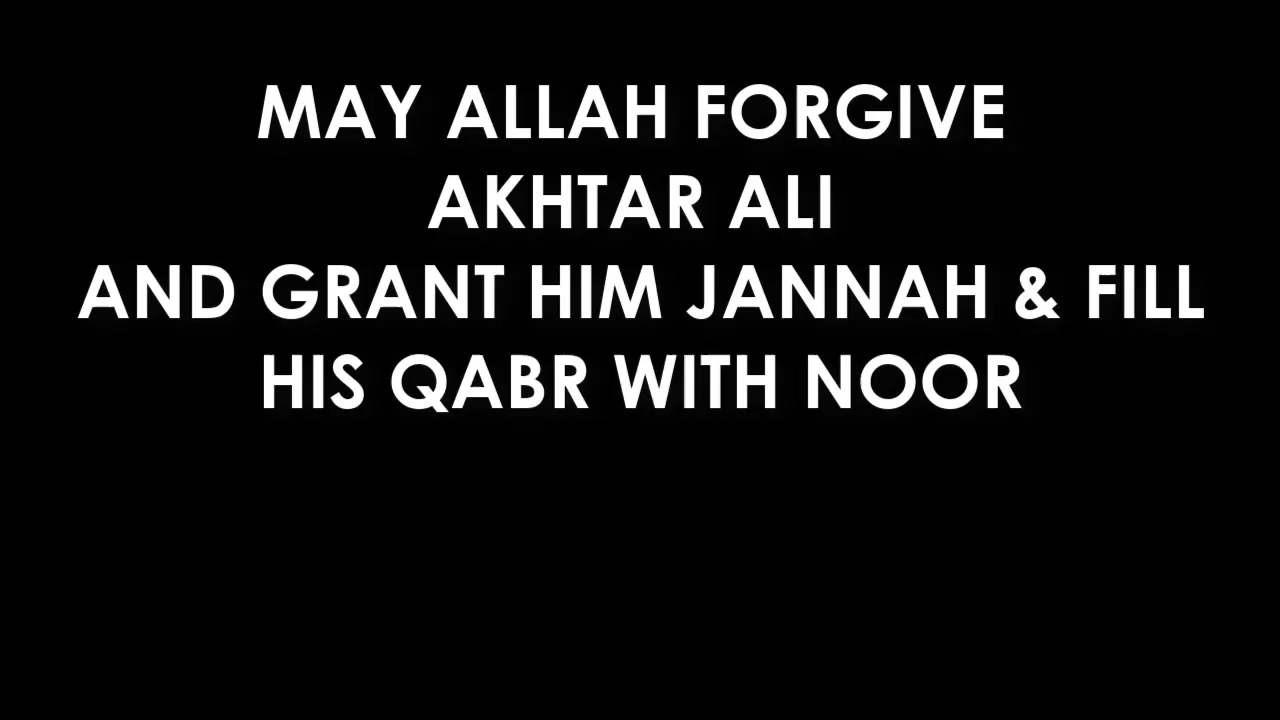 MAY ALLAH FORGIVE
AKHTAR ALI
AND GRANT HIM JANNAH & FILL
HIS QABR WITH NOOR